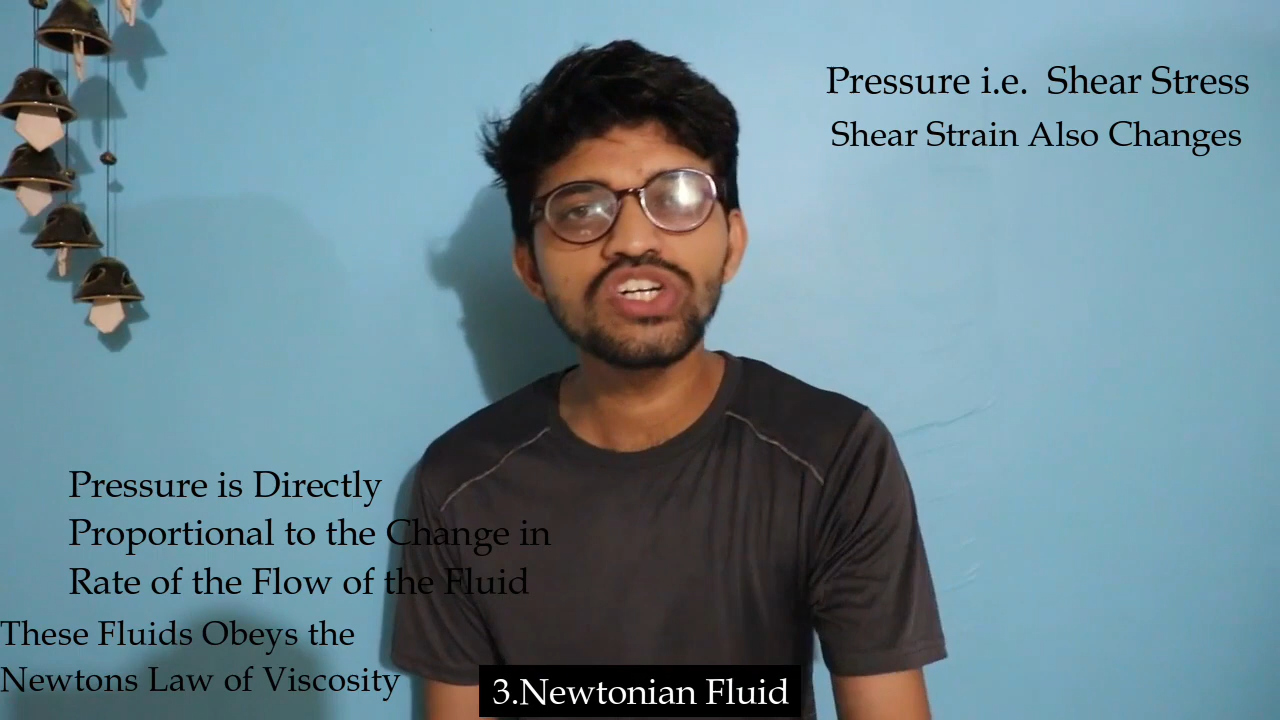 Pressure i.e.  Shear Stress
Shear Strain Also Changes
Pressure is Directly
Proportional to the Change in
Rate of the Flow of the Fluid
These Fluids Obeys the
Newtons Law of Viscosity
3.Newtonian Fluid